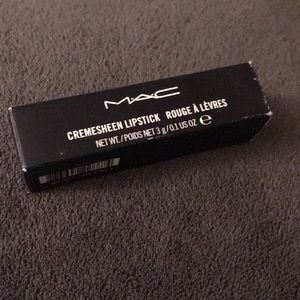 MAC
CREMESHEEN LIPSTICK ROUGE À LÈVRES
NET WT./POIDS NET 3 g/0.1 US OZ ℮